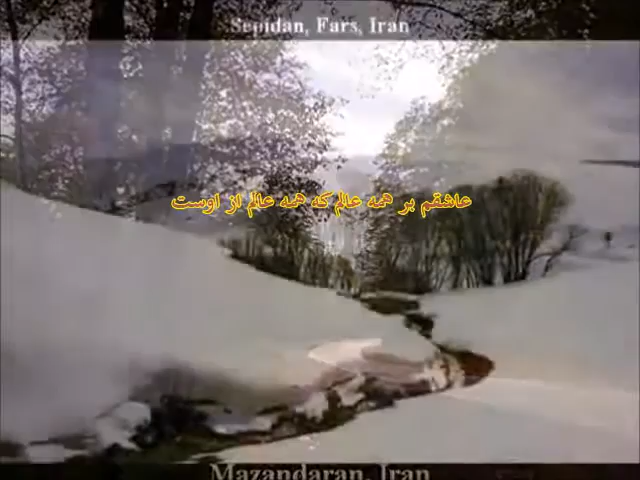 Sepidan, Fars, Iran
عاشقم بر همه عالم که همه عالم از اوست
Mazandaran, Iran